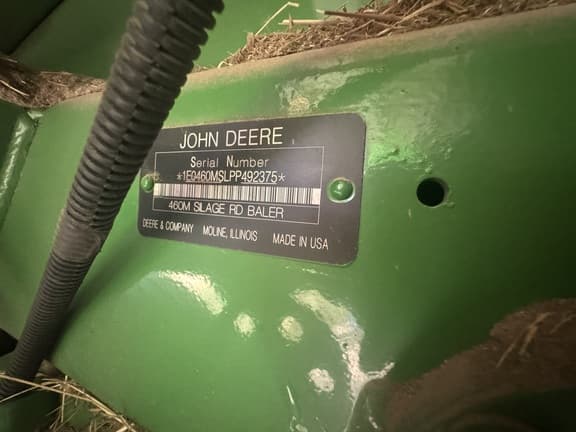 JOHN DEERE
Serial Number
*1E0460MSLPP492375*
460M SILAGE RD BALER
DEERE & COMPANY MOLINE, ILLINOIS MADE IN USA